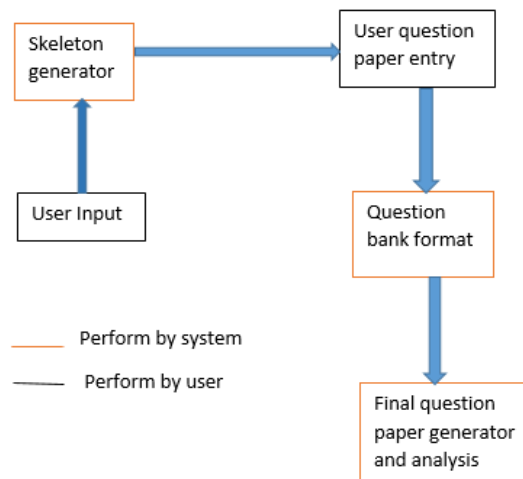 Skeleton
generator
User question
paper entry
User Input
Question
bank format
Perform by system
Perform by user
Final question
paper generator
and analysis